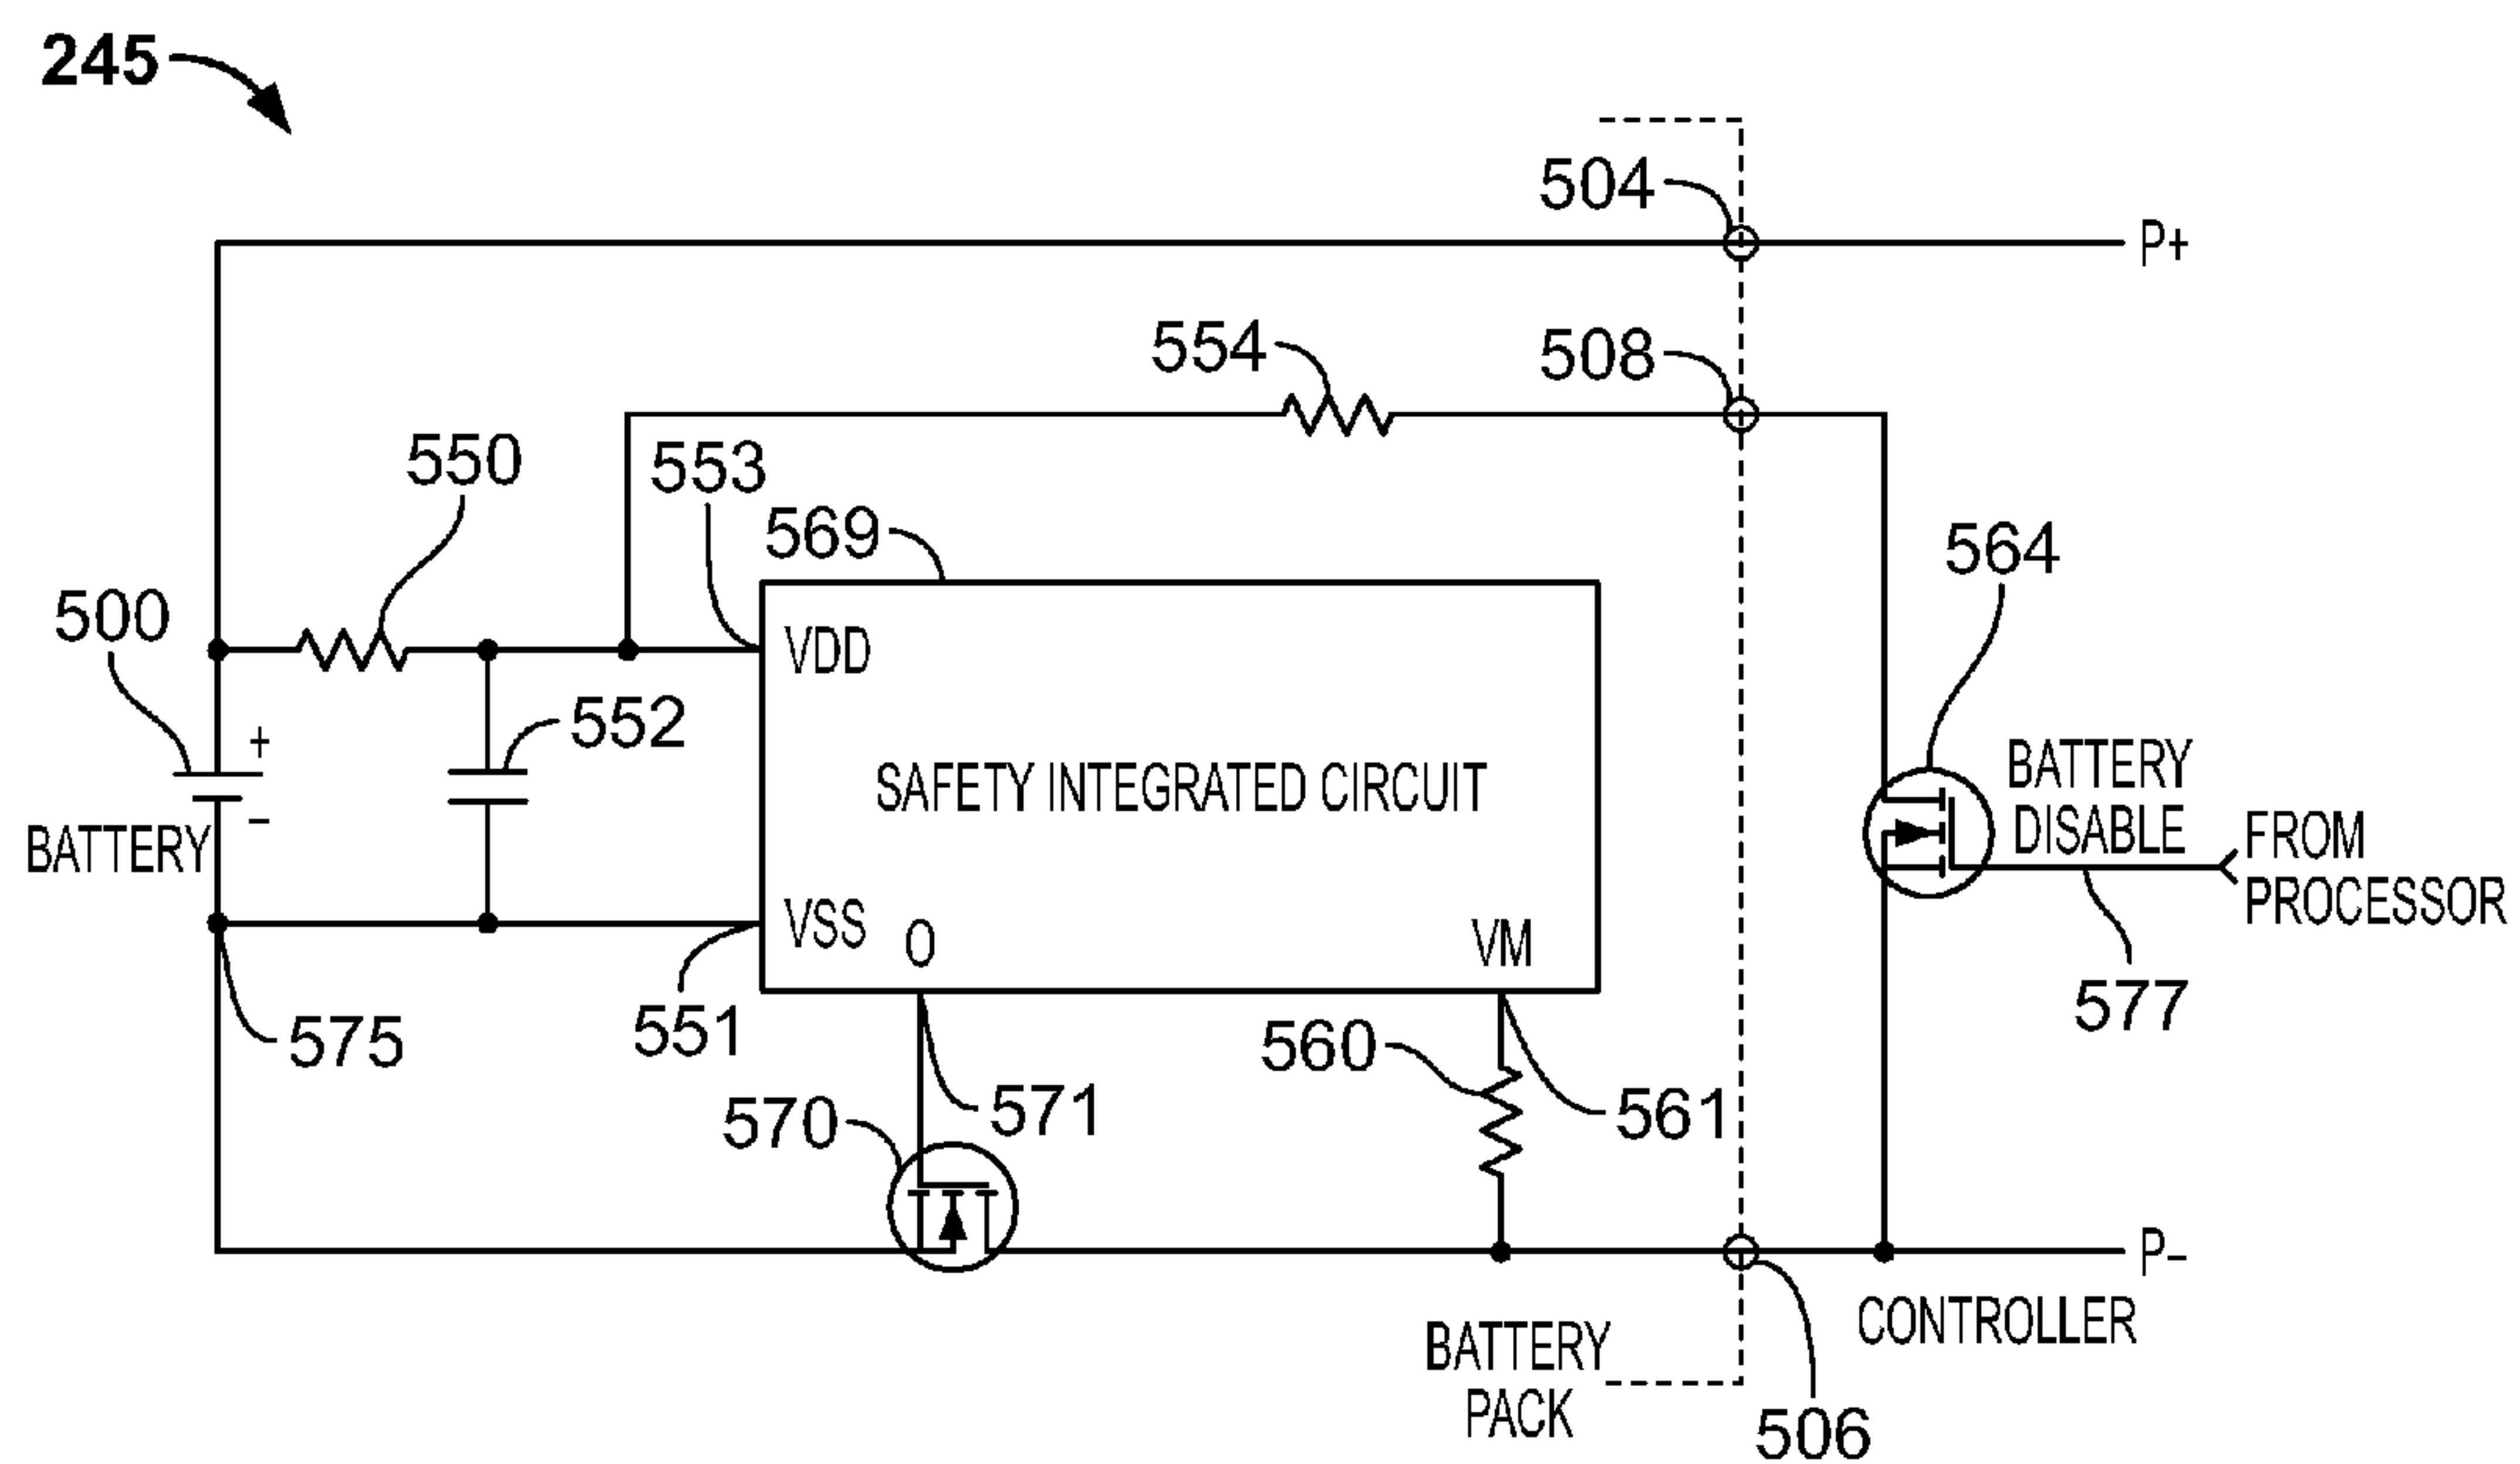 245
504
P+
554
508
550
553
569
564
500
VDD
+
552
BATTERY
DISABLE
SAFETY INTEGRATED CIRCUIT
−
BATTERY
FROM
PROCESSOR
VSS
O
VM
577
575
551
560
571
561
570
P−
CONTROLLER
BATTERY
PACK
506